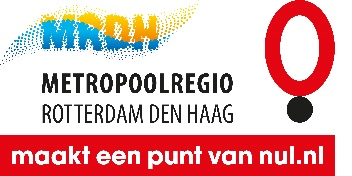 MRDH
METROPOOLREGIO
ROTTERDAM DEN HAAG
maakt een punt van nul.nl